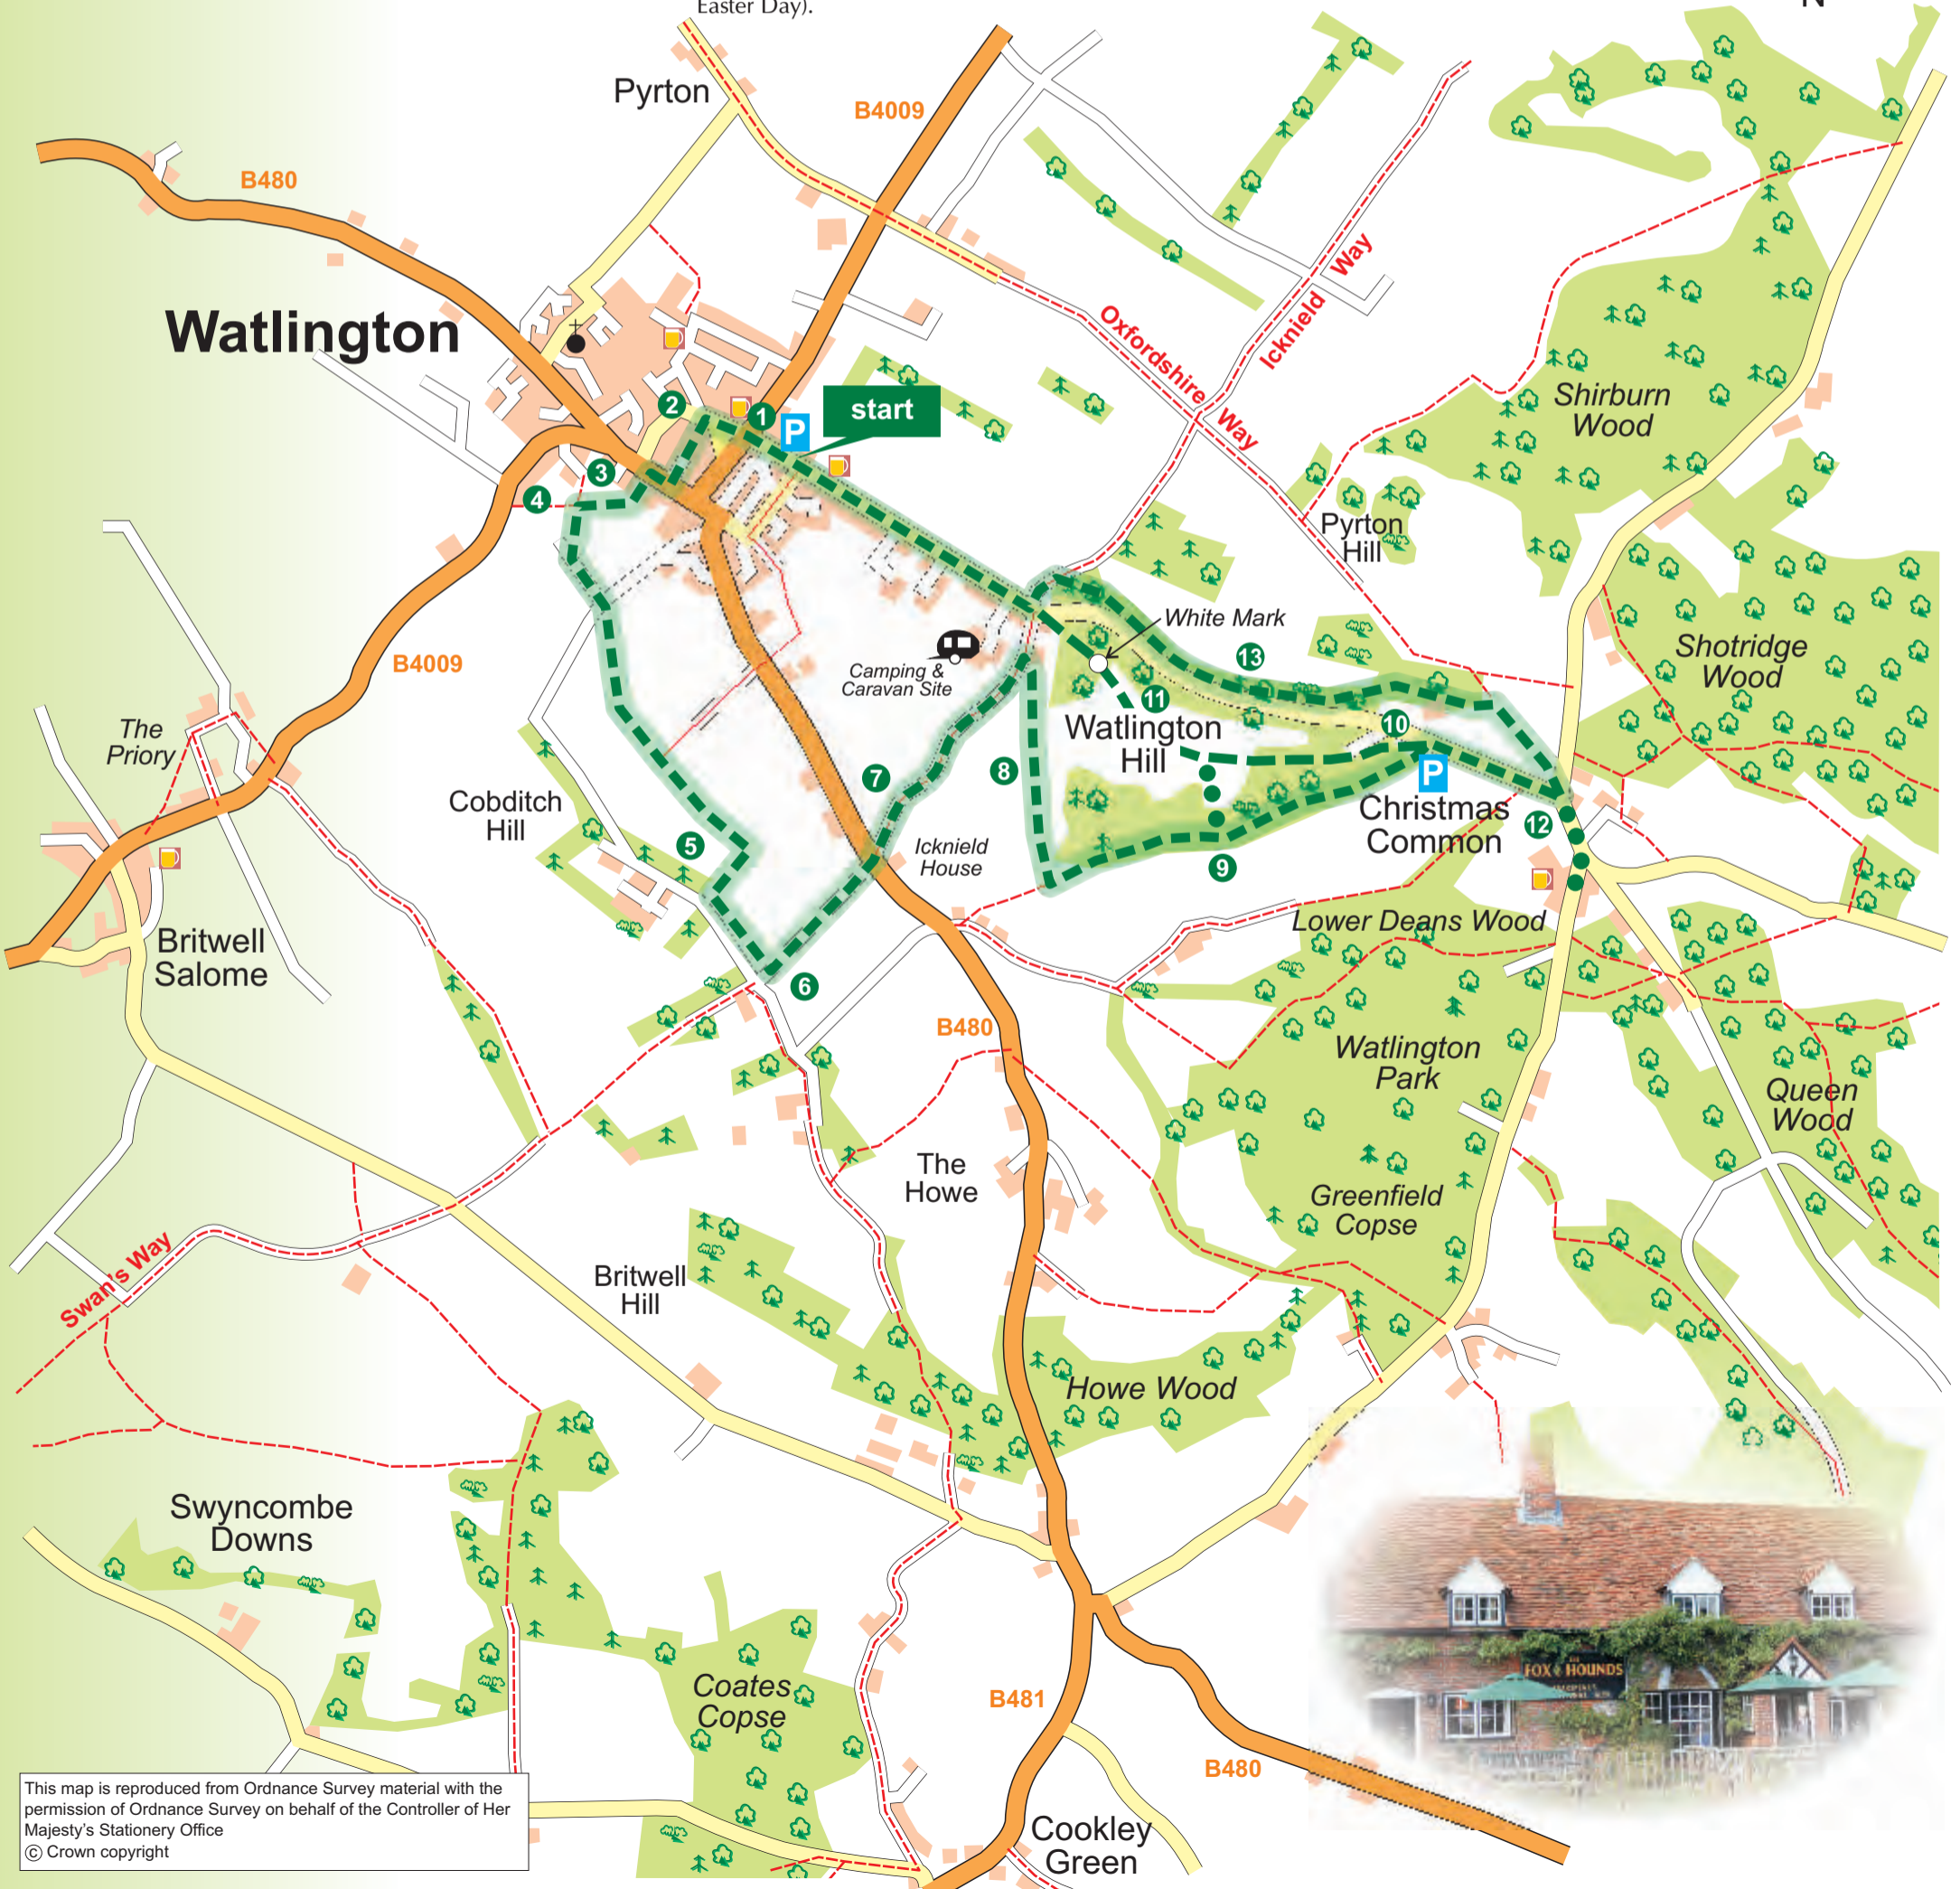 Easter Day).
N
Pyrton
B4009
B480
Watlington
Oxfordshire Way
Icknield Way
start
P
1
2
3
4
Shirburn
Wood
Pyrton
Hill
White Mark
Camping &
Caravan Site
13
11
10
Watlington
Hill
Shotridge
Wood
B4009
The
Priory
7
8
P
Christmas
Common
12
Cobditch
Hill
5
Icknield
House
9
Lower Deans Wood
Britwell
Salome
6
B480
Watlington
Park
Queen
Wood
The
Howe
Greenfield
Copse
Swan's Way
Britwell
Hill
Howe Wood
Swyncombe
Downs
FOX & HOUNDS
Coates
Copse
B481
B480
This map is reproduced from Ordnance Survey material with the
permission of Ordnance Survey on behalf of the Controller of Her
Majesty's Stationery Office
© Crown copyright
Cookley
Green